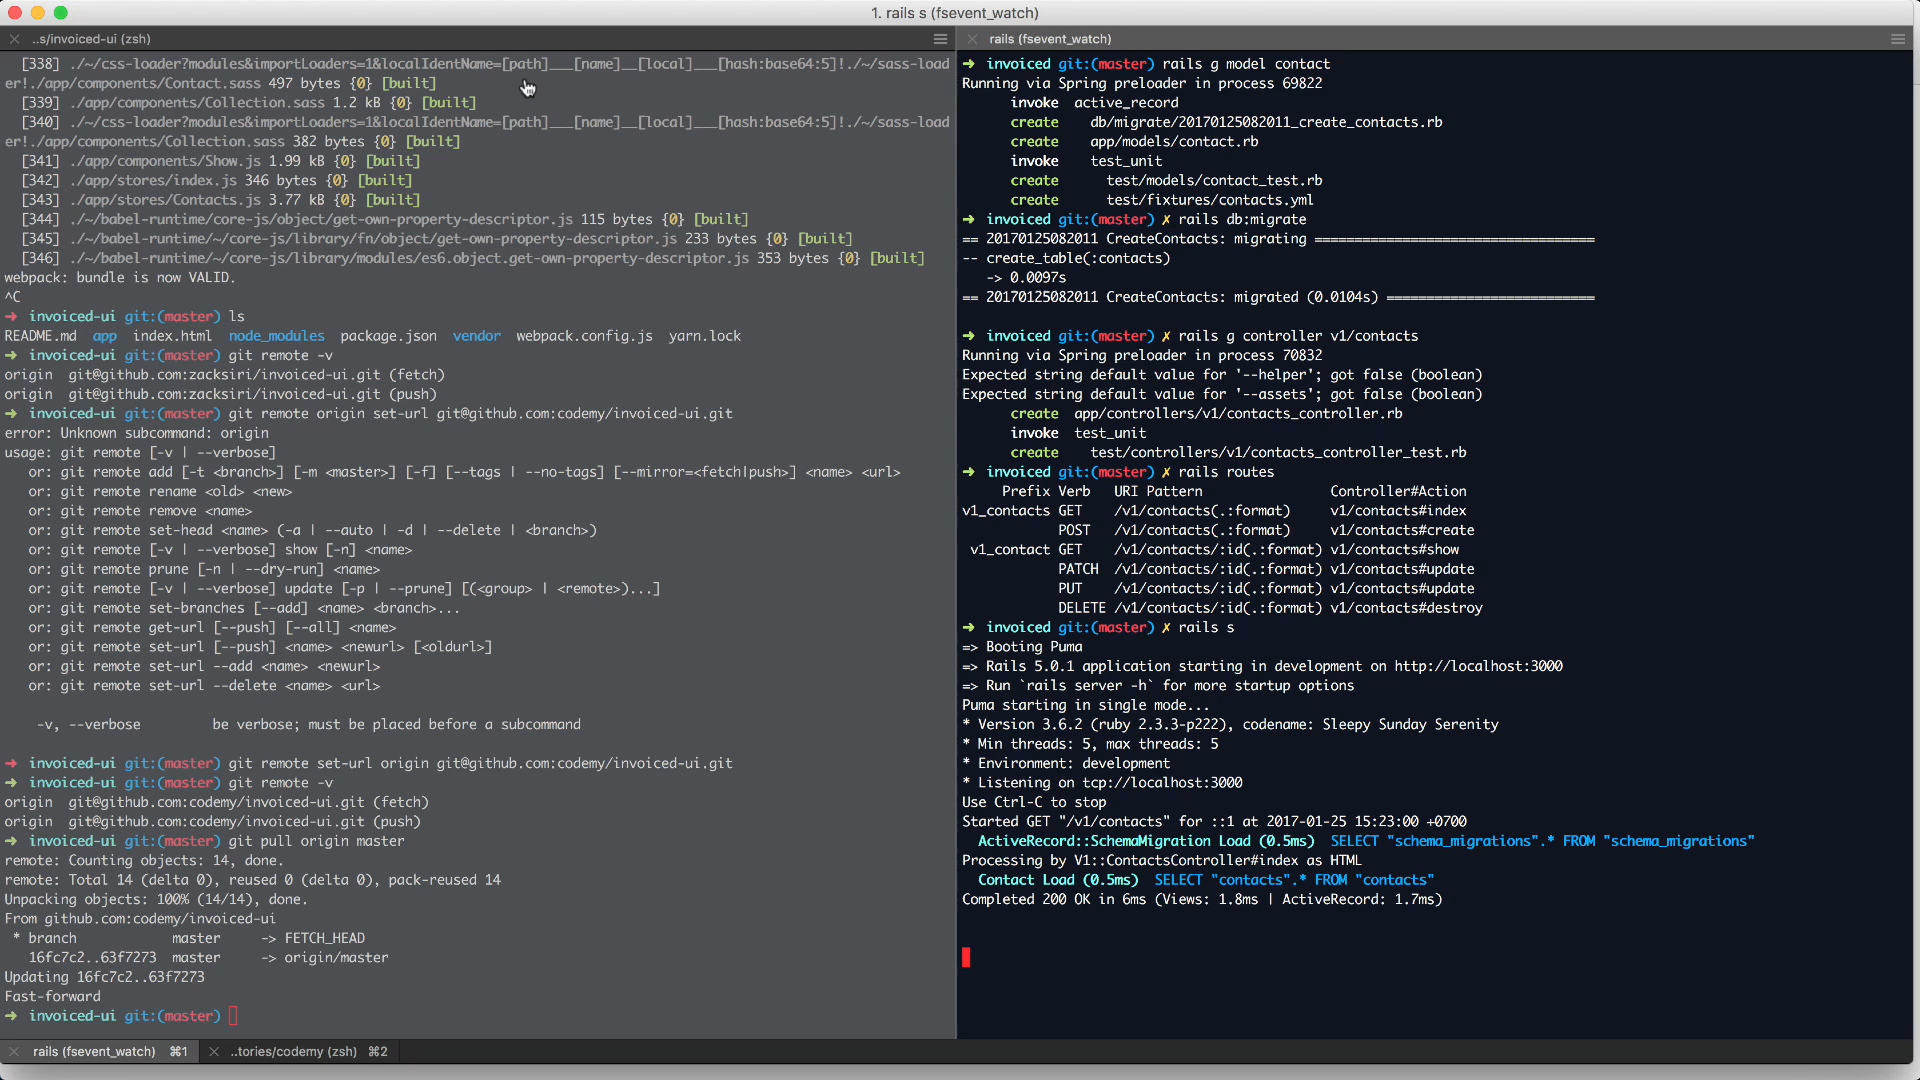 1. rails s (fsevent_watch)
..s/invoiced-ui (zsh)
[338] ./~/css-loader?modules&importLoaders=1&localIdentName=[path]___[name]__[local]___[hash:base64:5]!./~/sass-load
er!./app/components/Contact.sass 497 bytes {0} [built]
[339] ./app/components/Collection.sass 1.2 kB {0} [built]
[340] ./~/css-loader?modules&importLoaders=1&localIdentName=[path]___[name]__[local]___[hash:base64:5]!./~/sass-load
er!./app/components/Collection.sass 382 bytes {0} [built]
[341] ./app/components/Show.js 1.99 kB {0} [built]
[342] ./app/stores/index.js 346 bytes {0} [built]
[343] ./app/stores/Contacts.js 3.77 kB {0} [built]
[344] ./~/babel-runtime/core-js/object/get-own-property-descriptor.js 115 bytes {0} [built]
[345] ./~/babel-runtime/~/core-js/library/fn/object/get-own-property-descriptor.js 233 bytes {0} [built]
[346] ./~/babel-runtime/~/core-js/library/modules/es6.object.get-own-property-descriptor.js 353 bytes {0} [built]
webpack: bundle is now VALID.
^C
➜ invoiced-ui git:(master) ls
README.md app index.html node_modules package.json vendor webpack.config.js yarn.lock
➜ invoiced-ui git:(master) git remote -v
origin git@github.com:zacksiri/invoiced-ui.git (fetch)
origin git@github.com:zacksiri/invoiced-ui.git (push)
➜ invoiced-ui git:(master) git remote origin set-url git@github.com:codemy/invoiced-ui.git
error: Unknown subcommand: origin
usage: git remote [-v | --verbose]
or: git remote add [-t <branch>] [-m <master>] [-f] [--tags | --no-tags] [--mirror=<fetch|push>] <name> <url>
or: git remote rename <old> <new>
or: git remote remove <name>
or: git remote set-head <name> (-a | --auto | -d | --delete | <branch>)
or: git remote [-v | --verbose] show [-n] <name>
or: git remote prune [-n | --dry-run] <name>
or: git remote [-v | --verbose] update [-p | --prune] [(<group> | <remote>)...]
or: git remote set-branches [--add] <name> <branch>...
or: git remote get-url [--push] [--all] <name>
or: git remote set-url [--push] <name> <newurl> [<oldurl>]
or: git remote set-url --add <name> <newurl>
or: git remote set-url --delete <name> <url>
-v, --verbose be verbose; must be placed before a subcommand
➜ invoiced-ui git:(master) git remote set-url origin git@github.com:codemy/invoiced-ui.git
➜ invoiced-ui git:(master) git remote -v
origin git@github.com:codemy/invoiced-ui.git (fetch)
origin git@github.com:codemy/invoiced-ui.git (push)
➜ invoiced-ui git:(master) git pull origin master
remote: Counting objects: 14, done.
remote: Total 14 (delta 0), reused 0 (delta 0), pack-reused 14
Unpacking objects: 100% (14/14), done.
From github.com:codemy/invoiced-ui
* branch master -> FETCH_HEAD
16fc7c2..63f7273 master -> origin/master
Updating 16fc7c2..63f7273
Fast-forward
➜ invoiced-ui git:(master)
rails (fsevent_watch)
➜ invoiced git:(master) rails g model contact
Running via Spring preloader in process 69822
invoke active_record
create db/migrate/20170125082011_create_contacts.rb
create app/models/contact.rb
invoke test_unit
create test/models/contact_test.rb
create test/fixtures/contacts.yml
➜ invoiced git:(master) ✗ rails db:migrate
== 20170125082011 CreateContacts: migrating ===================================
-- create_table(:contacts)
-> 0.0097s
== 20170125082011 CreateContacts: migrated (0.0104s) ==========================
➜ invoiced git:(master) ✗ rails g controller v1/contacts
Running via Spring preloader in process 70832
Expected string default value for '--helper'; got false (boolean)
Expected string default value for '--assets'; got false (boolean)
create app/controllers/v1/contacts_controller.rb
invoke test_unit
create test/controllers/v1/contacts_controller_test.rb
➜ invoiced git:(master) ✗ rails routes
Prefix Verb URI Pattern Controller#Action
v1_contacts GET /v1/contacts(.:format) v1/contacts#index
POST /v1/contacts(.:format) v1/contacts#create
v1_contact GET /v1/contacts/:id(.:format) v1/contacts#show
PATCH /v1/contacts/:id(.:format) v1/contacts#update
PUT /v1/contacts/:id(.:format) v1/contacts#update
DELETE /v1/contacts/:id(.:format) v1/contacts#destroy
➜ invoiced git:(master) ✗ rails s
=> Booting Puma
=> Rails 5.0.1 application starting in development on http://localhost:3000
=> Run `rails server -h` for more startup options
Puma starting in single mode...
* Version 3.6.2 (ruby 2.3.3-p222), codename: Sleepy Sunday Serenity
* Min threads: 5, max threads: 5
* Environment: development
* Listening on tcp://localhost:3000
Use Ctrl-C to stop
Started GET "/v1/contacts" for ::1 at 2017-01-25 15:23:00 +0700
ActiveRecord::SchemaMigration Load (0.5ms) SELECT "schema_migrations".* FROM "schema_migrations"
Processing by V1::ContactsController#index as HTML
Contact Load (0.5ms) SELECT "contacts".* FROM "contacts"
Completed 200 OK in 6ms (Views: 1.8ms | ActiveRecord: 1.7ms)
rails (fsevent_watch) ⌘1
..tories/codemy (zsh) ⌘2